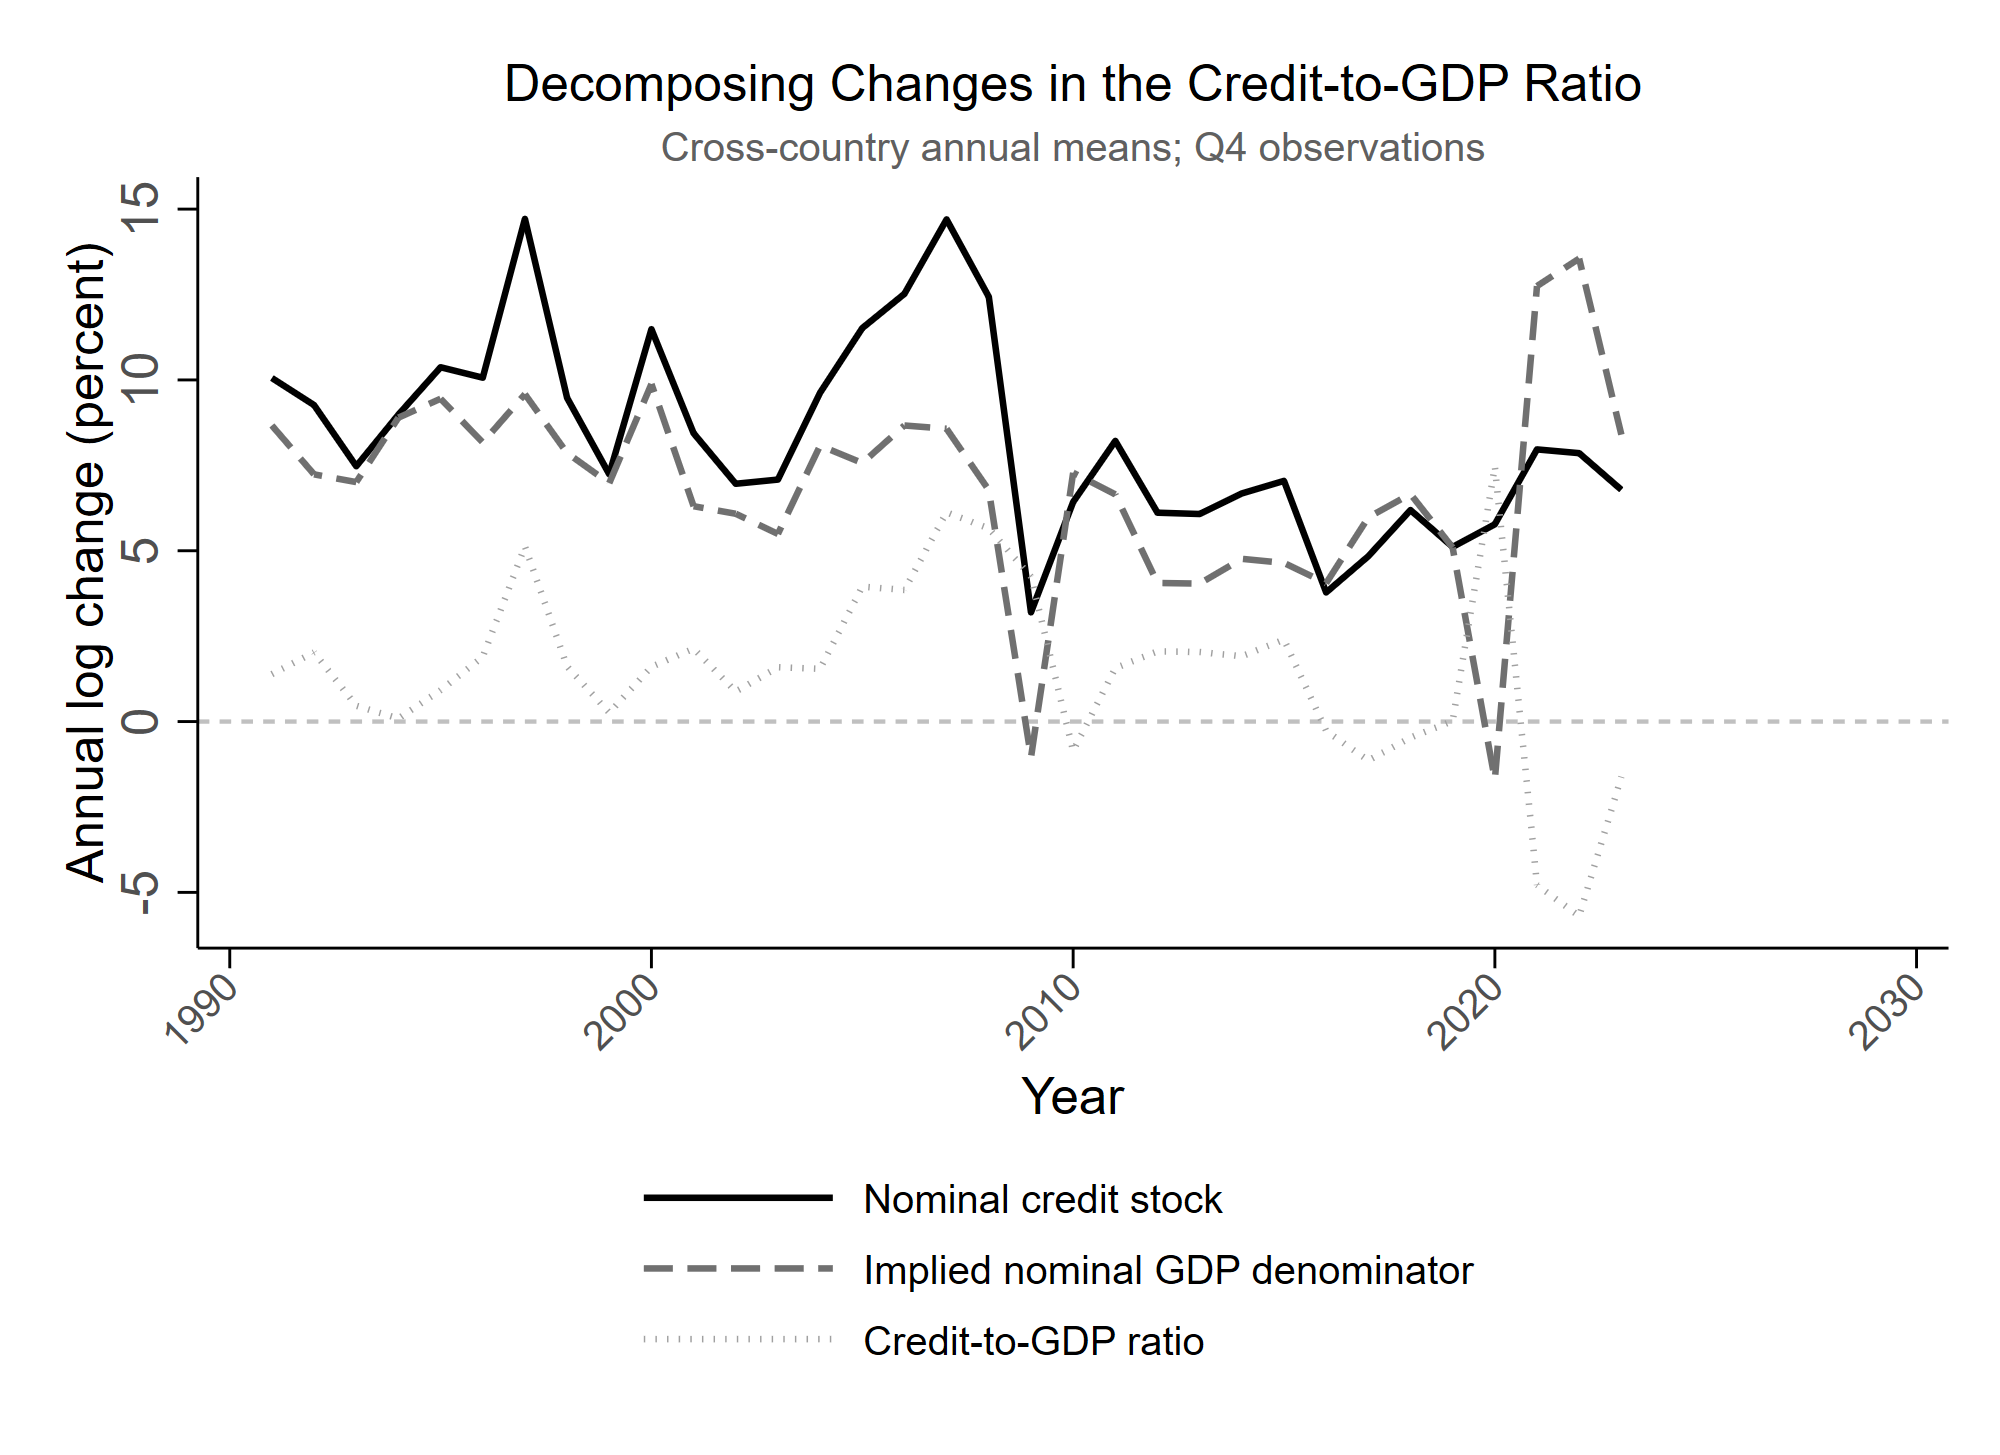 Decomposing Changes in the Credit-to-GDP Ratio
Cross-country annual means; Q4 observations
Annual log change (percent)
15
10
5
0
-5
1990
2000
2010
2020
2030
Year
Nominal credit stock
Implied nominal GDP denominator
Credit-to-GDP ratio